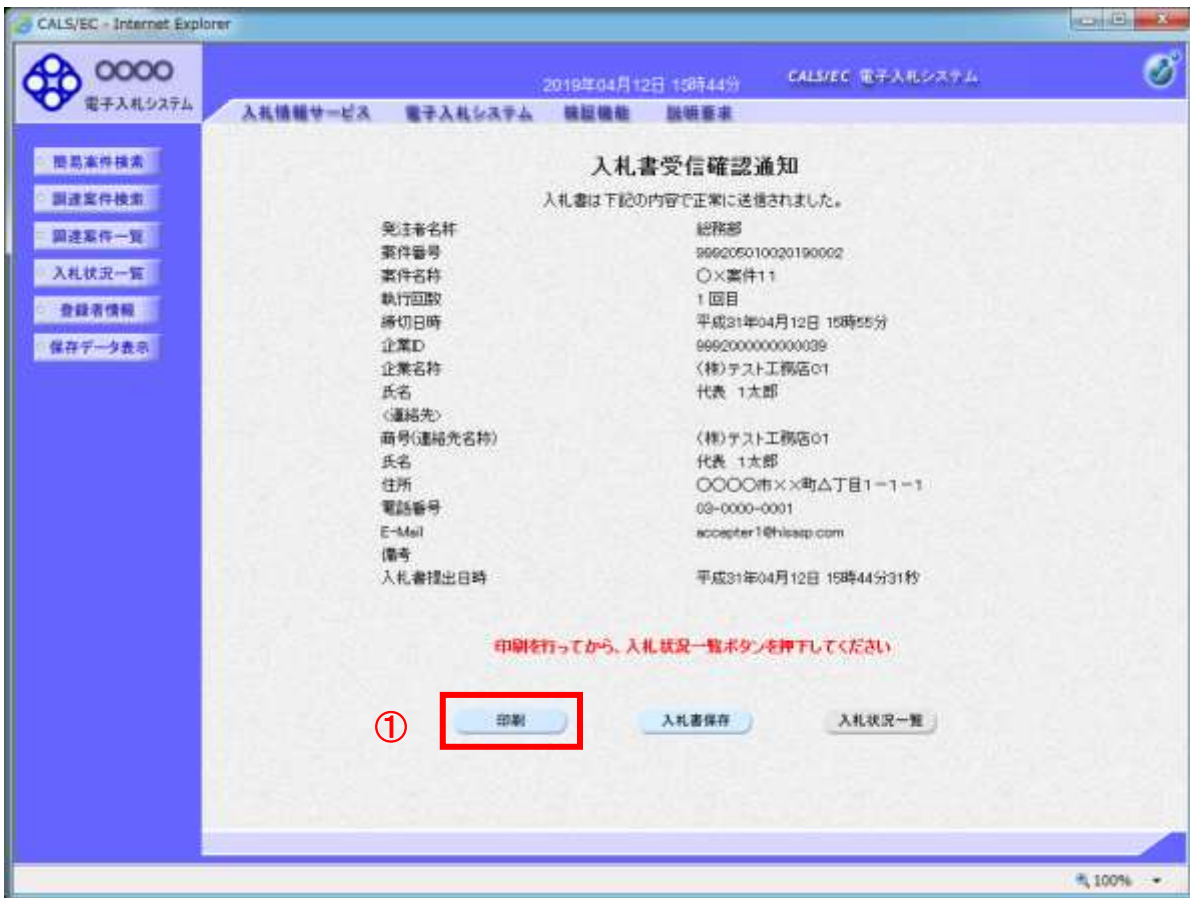 CALS/EC - Internet Explorer
OOOO
電子入札システム
2019年04月12日 15時44分
CALS/EC 電子入札システム
入札情報サービス 電子入札システム 検証機能 説明要求
簡易案件検索
調達案件検索
調達案件一覧
入札状況一覧
登録者情報
保存データ表示
入札書受信確認通知
入札書は下記の内容で正常に送信されました。
発注者名称 総務部
案件番号 999205010020190002
案件名称 ○×案件11
執行回数 1回目
締切日時 平成31年04月12日 15時55分
企業ID 9992000000000039
企業名称 (株)テスト工務店01
氏名 代表 1太郎
<連絡先>
商号(連絡先名称) (株)テスト工務店01
氏名 代表 1太郎
住所 ○○○○市××町△丁目1-1-1
電話番号 03-0000-0001
E-Mail
備考
入札書提出日時 平成31年04月12日 15時44分31秒
印刷を行ってから、入札状況一覧ボタンを押下してください
① 印刷 入札書保存 入札状況一覧
100%